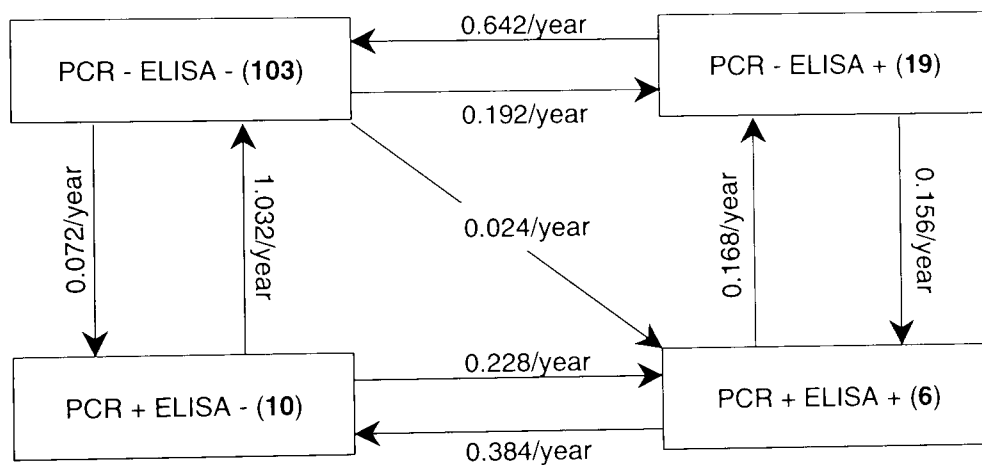 0.642/year
PCR - ELISA - (103)
PCR - ELISA + (19)
0.192/year
0.072/year
1.032/year
0.024/year
0.168/year
0.156/year
0.228/year
PCR + ELISA - (10)
PCR + ELISA + (6)
0.384/year